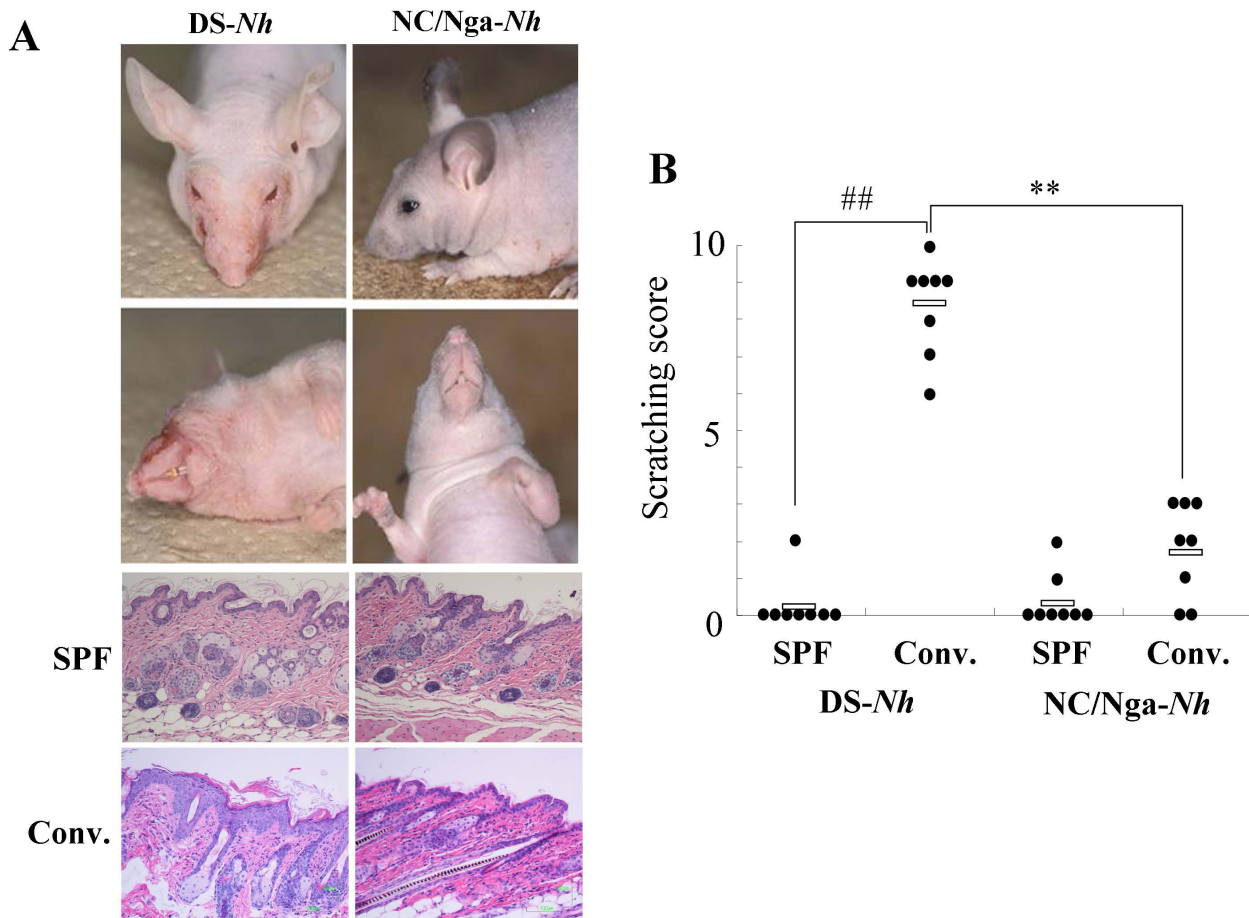 A
DS-Nh
NC/Nga-Nh
SPF
Conv.
B
##
**
Scratching score
10
5
0
SPF
Conv.
SPF
Conv.
DS-Nh
NC/Nga-Nh